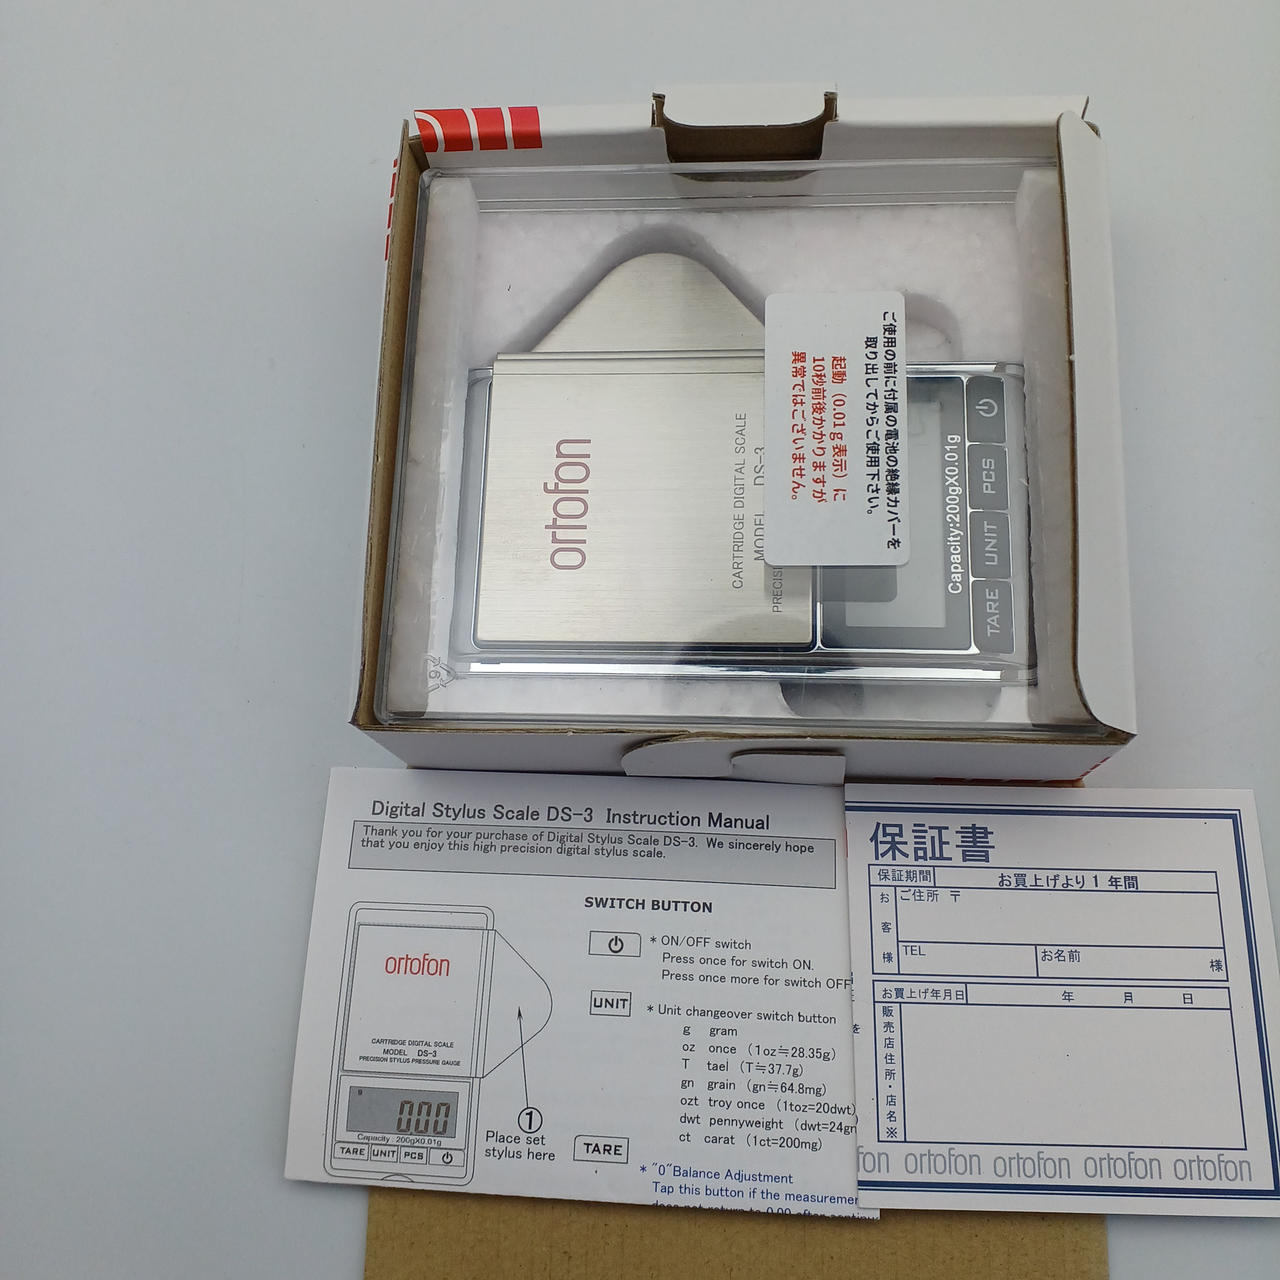 ortofon
CARTRIDGE DIGITAL SCALE
MODEL DS-3
ご使用の前に付属の電池の絶縁カバーを
取り出してからご使用下さい。
起動（0.01g表示）に
10秒前後かかりますが
異常ではございません。
Capacity:200gX0.01g
TARE UNIT PCS
Digital Stylus Scale DS-3 Instruction Manual
Thank you for your purchase of Digital Stylus Scale DS-3. We sincerely hope
that you enjoy this high precision digital stylus scale.
ortofon
CARTRIDGE DIGITAL SCALE
MODEL DS-3
PRECISION STYLUS PRESSURE GAUGE
g
000
Capacity : 200gX0.01g
TARE UNIT PCS
①
Place set
stylus here
SWITCH BUTTON
* ON/OFF switch
Press once for switch ON.
Press once more for switch OFF
UNIT
* Unit changeover switch button
g gram
oz once （1oz≒28.35g）
T tael （T≒37.7g）
gn grain （gn≒64.8mg）
ozt troy once （1toz=20dwt）
dwt pennyweight （dwt=24gn
ct carat （1ct=200mg）
TARE
* "0"Balance Adjustment
Tap this button if the measuremen
を
保証書
保証期間 お買上げより1年間
お客様
ご住所 〒
TEL
お名前 様
お買上げ年月日 年 月 日
販売店住所・店名※
fon ortofon ortofon ortofon ortofon